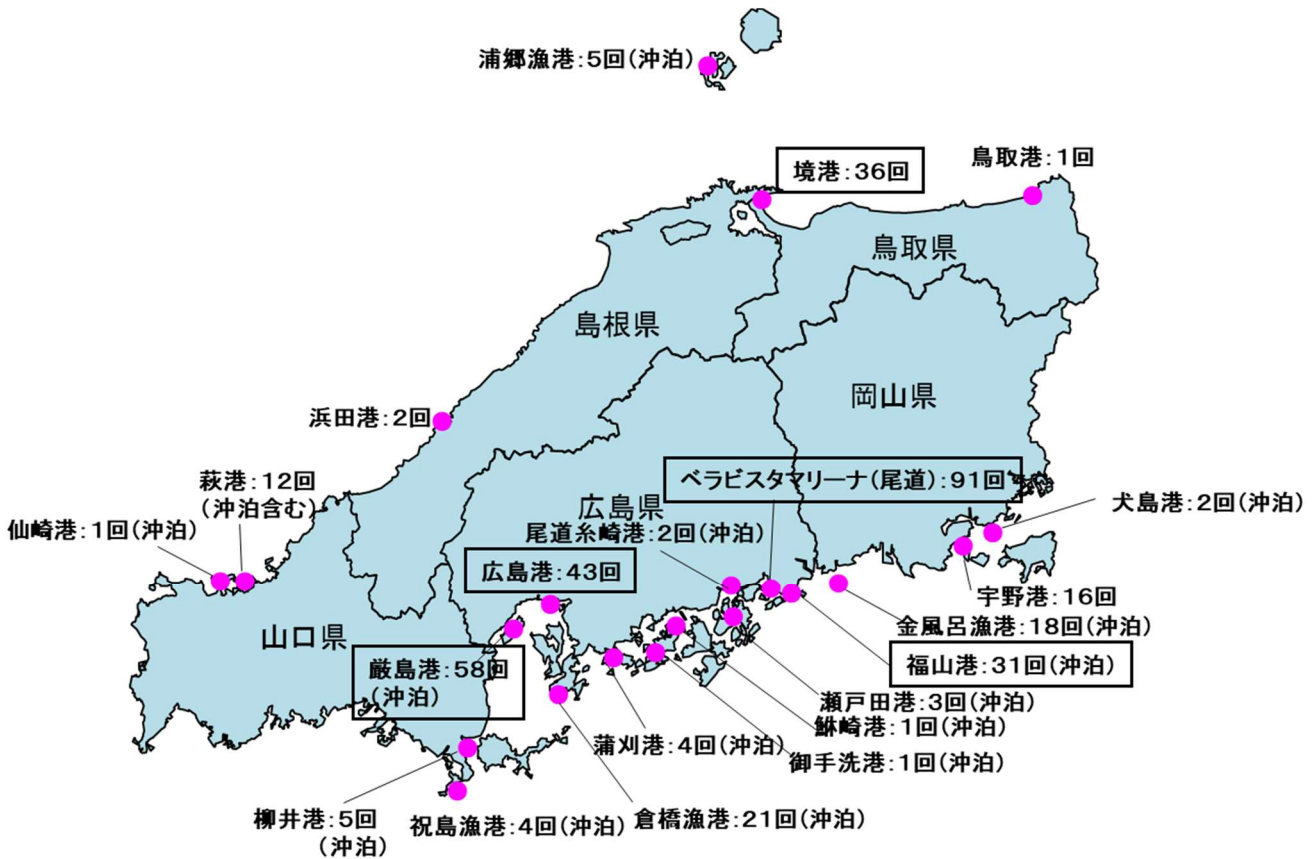 浦郷漁港:5回(沖泊)
鳥取港:1回
境港:36回
鳥取県
島根県
岡山県
浜田港:2回
ベラビスタマリーナ(尾道):91回
萩港:12回
(沖泊含む)
犬島港:2回(沖泊)
広島県
仙崎港:1回(沖泊)
尾道糸崎港:2回(沖泊)
広島港:43回
宇野港:16回
金風呂漁港:18回(沖泊)
山口県
福山港:31回(沖泊)
厳島港:58回
(沖泊)
瀬戸田港:3回(沖泊)
鮴崎港:1回(沖泊)
蒲刈港:4回(沖泊)
御手洗港:1回(沖泊)
柳井港:5回
(沖泊)
祝島漁港:4回(沖泊)
倉橋漁港:21回(沖泊)